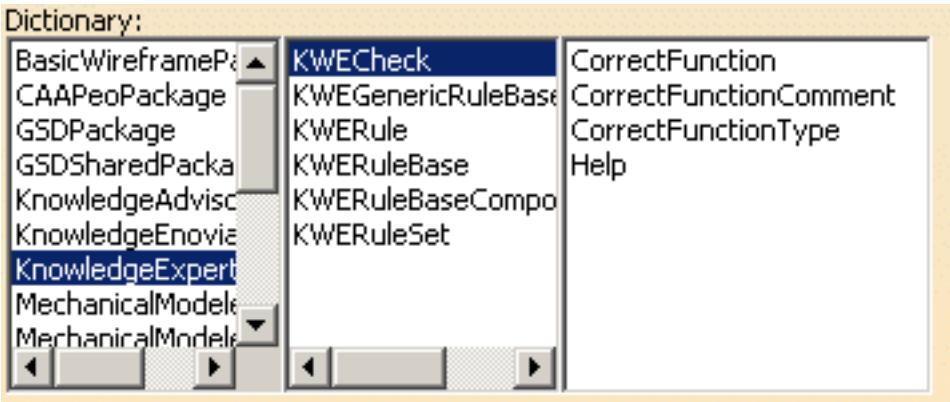 Dictionary:
BasicWireframePa
CAAPeoPackage
GSDPackage
GSDSharedPacka
KnowledgeAdvisc
KnowledgeEnovia
KnowledgeExpert
MechanicalModele
MechanicalModele
KWECheck
KWEGenericRuleBase
KWERule
KWERuleBase
KWERuleBaseCompo
KWERuleSet
CorrectFunction
CorrectFunctionComment
CorrectFunctionType
Help